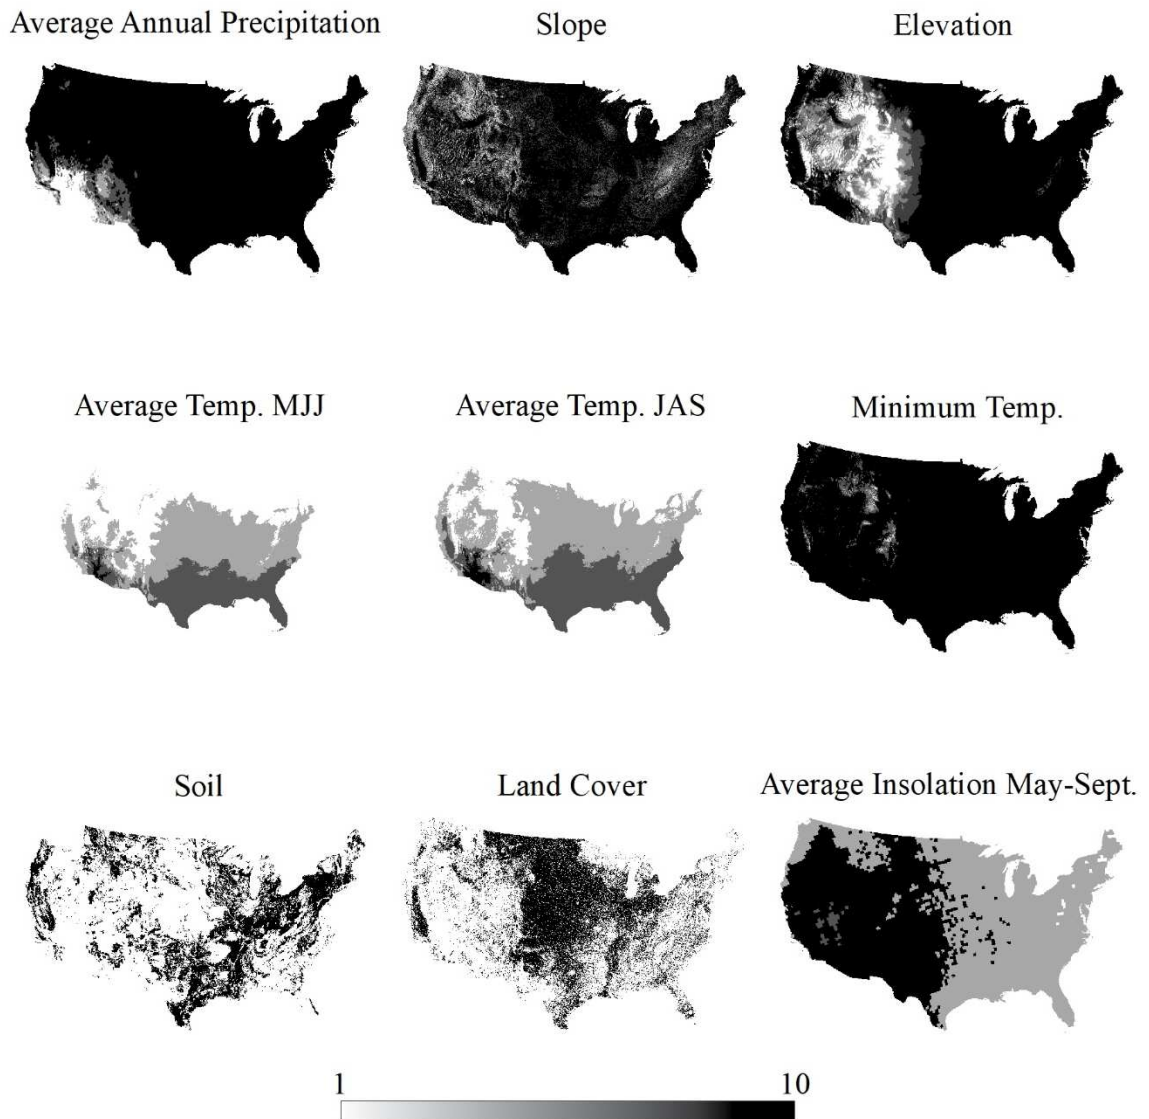 Average Annual Precipitation
Slope
Elevation
Average Temp. MJJ
Average Temp. JAS
Minimum Temp.
Soil
Land Cover
Average Insolation May-Sept.
1
10